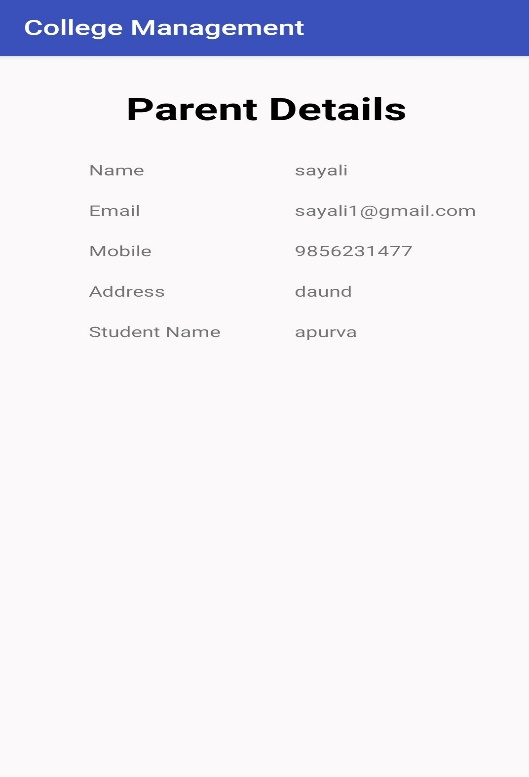 College Management
Parent Details
Name sayali
Email sayali1@gmail.com
Mobile 9856231477
Address daund
Student Name apurva